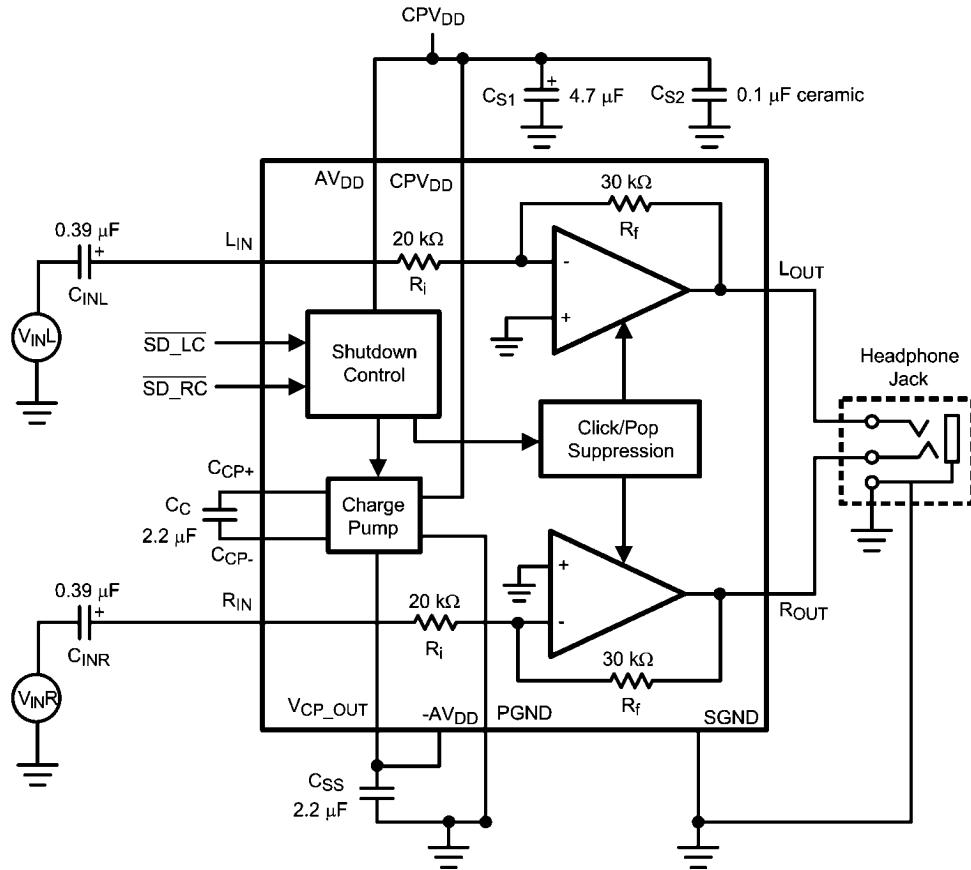 CPVDD
CS1
+
4.7 μF
CS2
0.1 μF ceramic
AVDD
CPVDD
30 kΩ
Rf
0.39 μF
+
CINL
LIN
20 kΩ
Ri
-
+
LOUT
VINL
SD_LC
SD_RC
Shutdown
Control
Headphone
Jack
Click/Pop
Suppression
CCP+
CC
2.2 μF
CCP-
Charge
Pump
0.39 μF
+
CINR
RIN
20 kΩ
Ri
+
-
ROUT
30 kΩ
Rf
VINR
VCP_OUT
-AVDD
PGND
SGND
CSS
2.2 μF